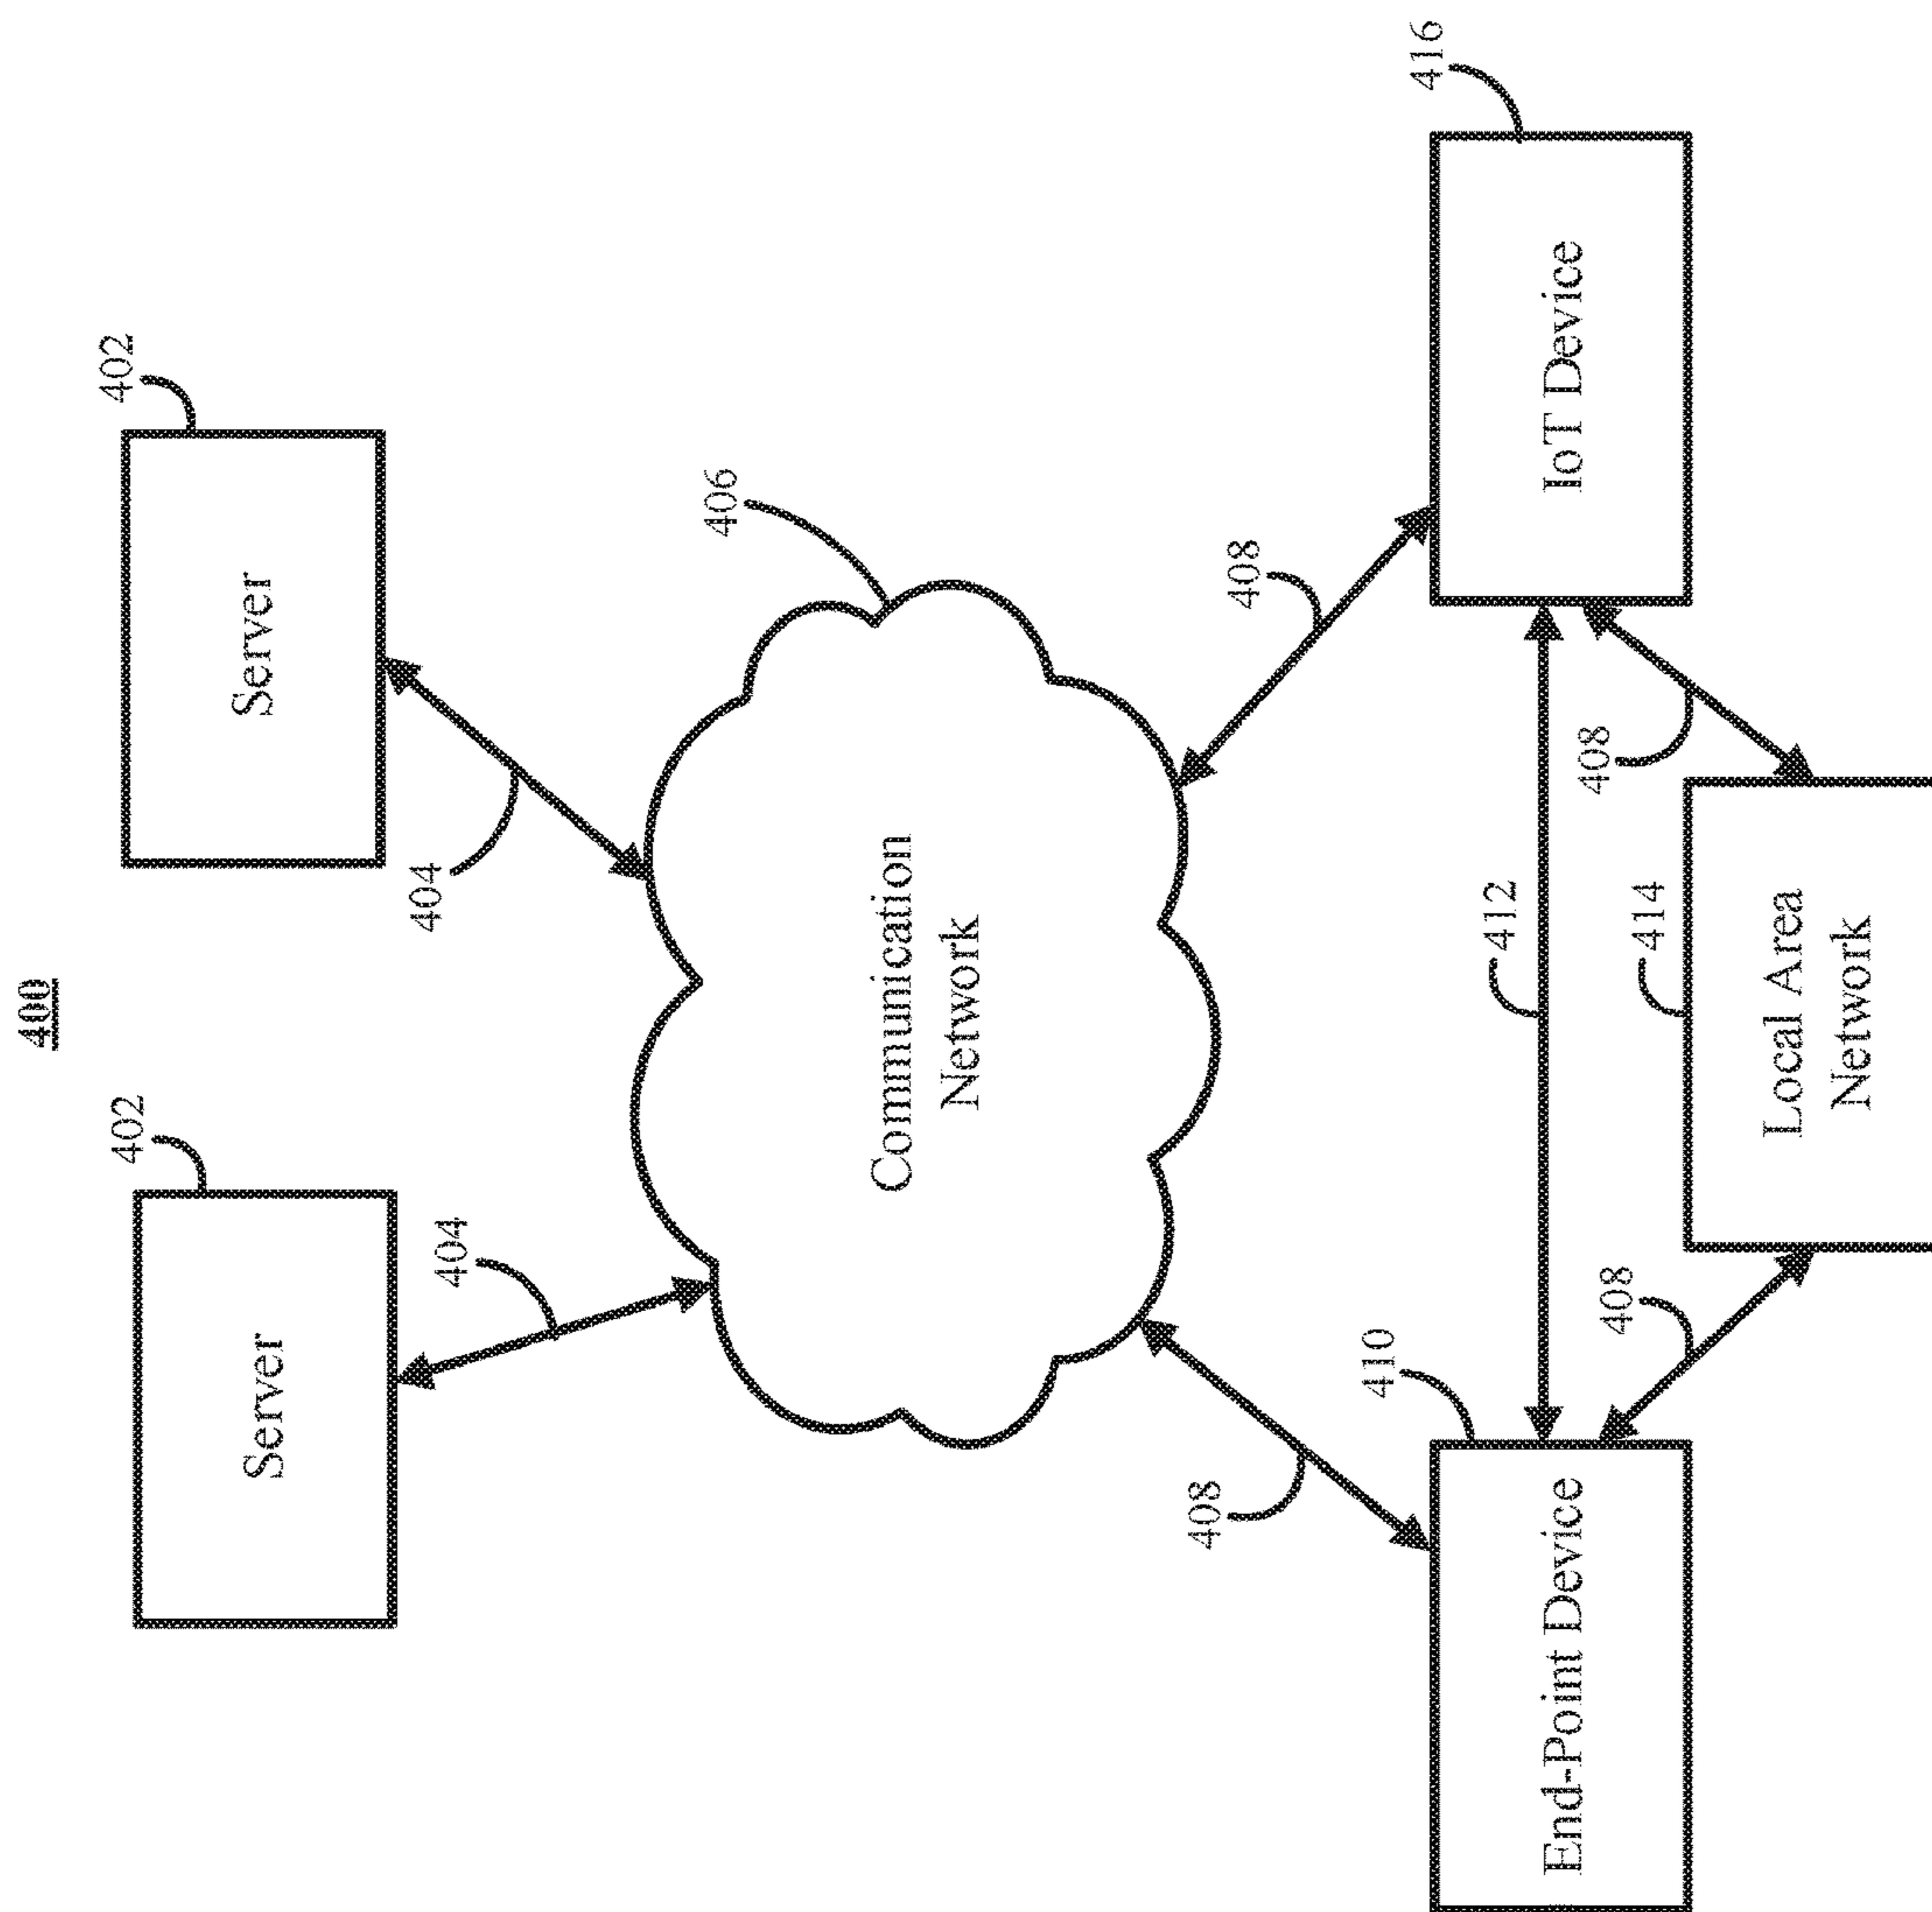 400
402
402
Server
Server
404
404
406
Communication
Network
408
408
410
416
412
End-Point Device
IoT Device
408
414
408
Local Area
Network